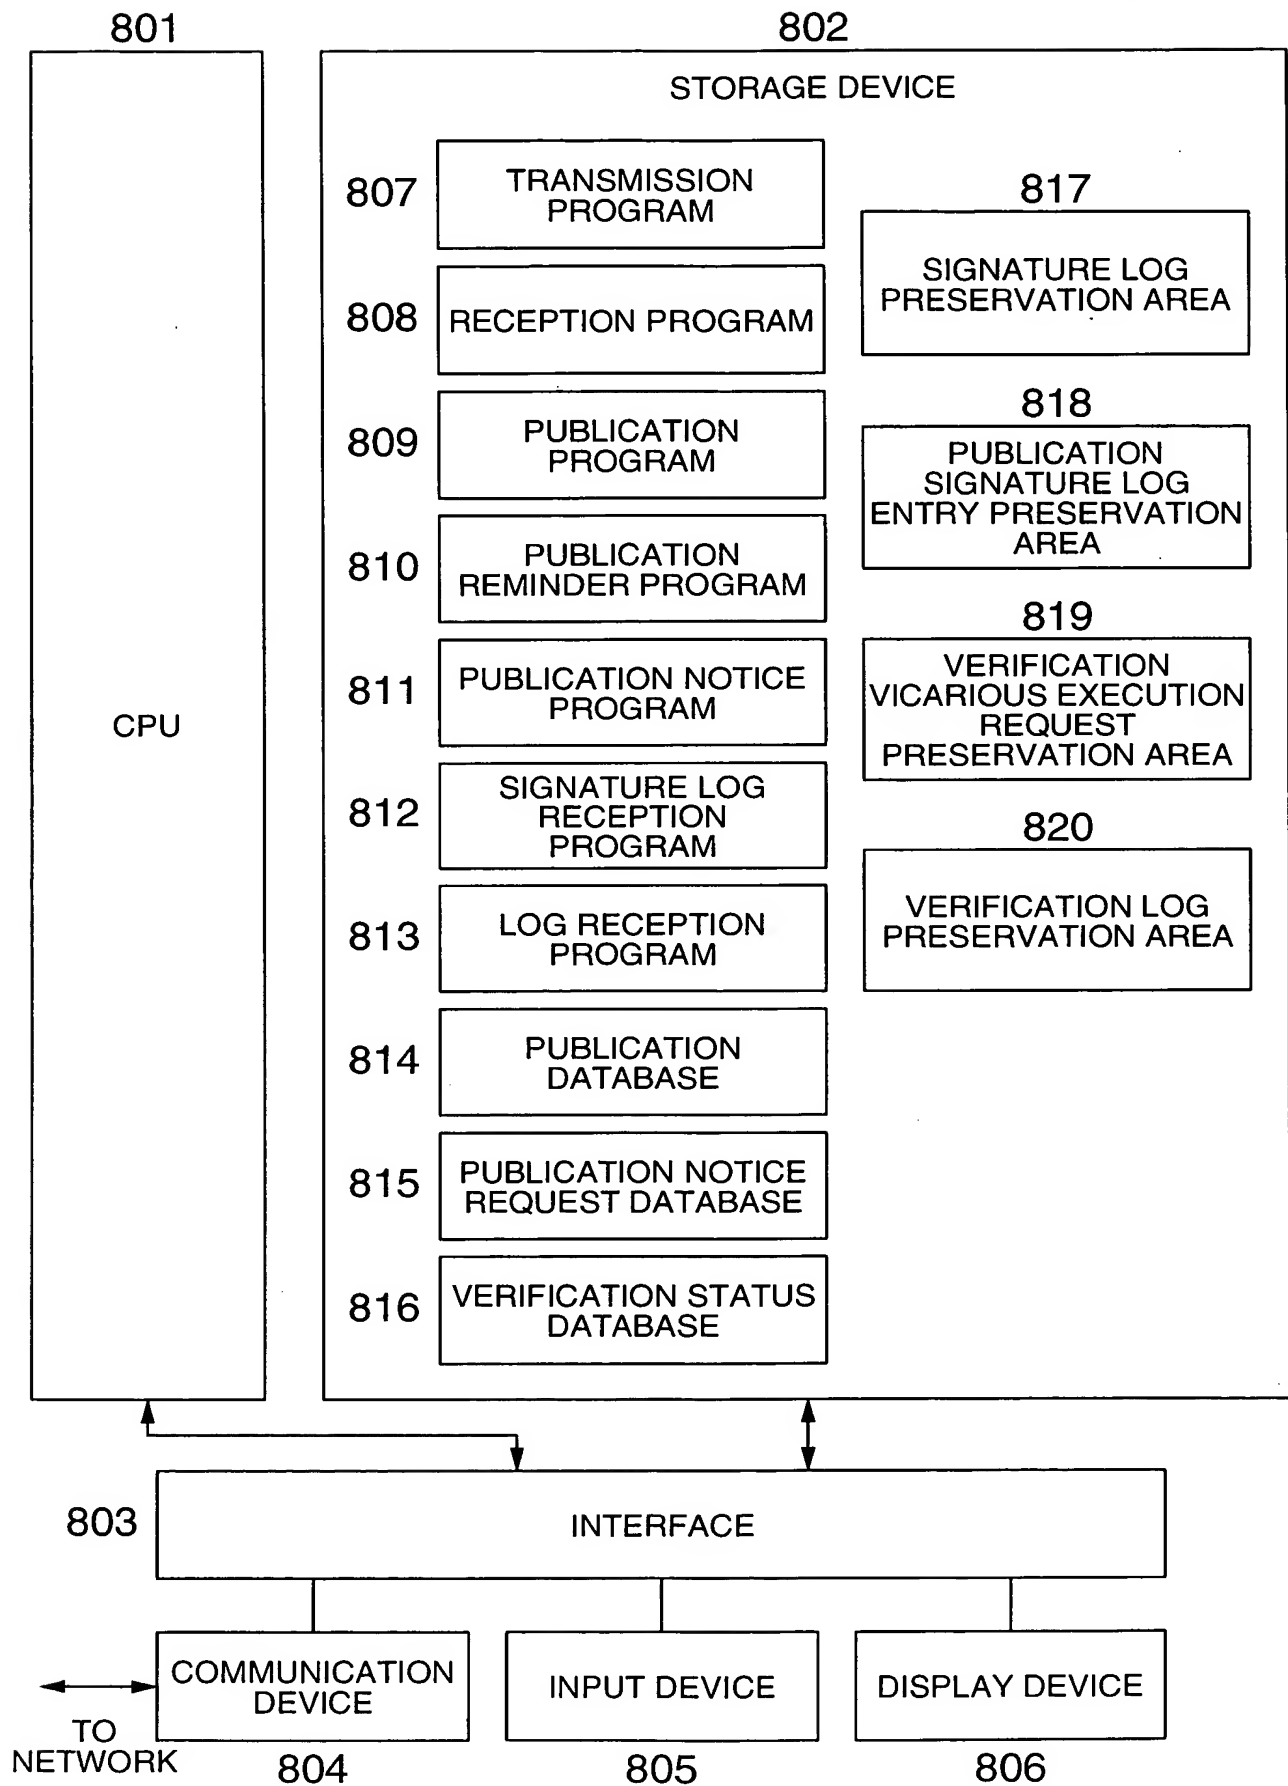 801
802
STORAGE DEVICE
CPU
807
TRANSMISSION
PROGRAM
808
RECEPTION PROGRAM
809
PUBLICATION
PROGRAM
810
PUBLICATION
REMINDER PROGRAM
811
PUBLICATION NOTICE
PROGRAM
812
SIGNATURE LOG
RECEPTION
PROGRAM
813
LOG RECEPTION
PROGRAM
814
PUBLICATION
DATABASE
815
PUBLICATION NOTICE
REQUEST DATABASE
816
VERIFICATION STATUS
DATABASE
817
SIGNATURE LOG
PRESERVATION AREA
818
PUBLICATION
SIGNATURE LOG
ENTRY PRESERVATION
AREA
819
VERIFICATION
VICARIOUS EXECUTION
REQUEST
PRESERVATION AREA
820
VERIFICATION LOG
PRESERVATION AREA
803
INTERFACE
COMMUNICATION
DEVICE
INPUT DEVICE
DISPLAY DEVICE
TO
NETWORK
804
805
806